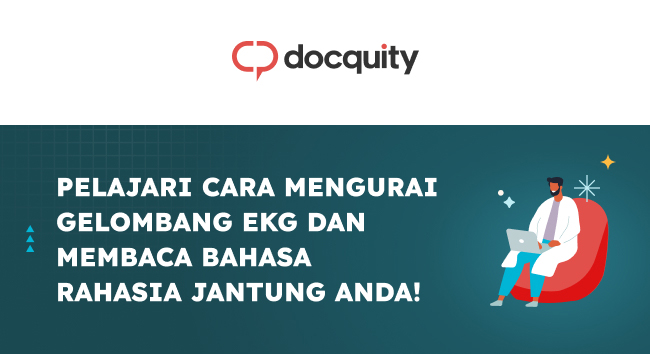 docquity
PELAJARI CARA MENGURAI
GELOMBANG EKG DAN
MEMBACA BAHASA
RAHASIA JANTUNG ANDA!